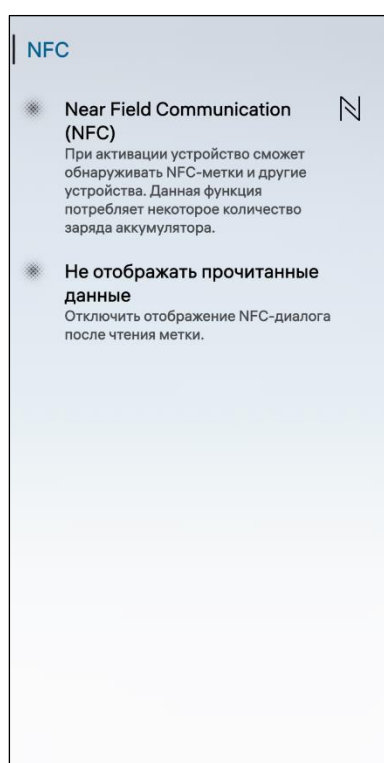 NFC
Near Field Communication
(NFC)
При активации устройство сможет
обнаруживать NFC-метки и другие
устройства. Данная функция
потребляет некоторое количество
заряда аккумулятора.
Не отображать прочитанные
данные
Отключить отображение NFC-диалога
после чтения метки.